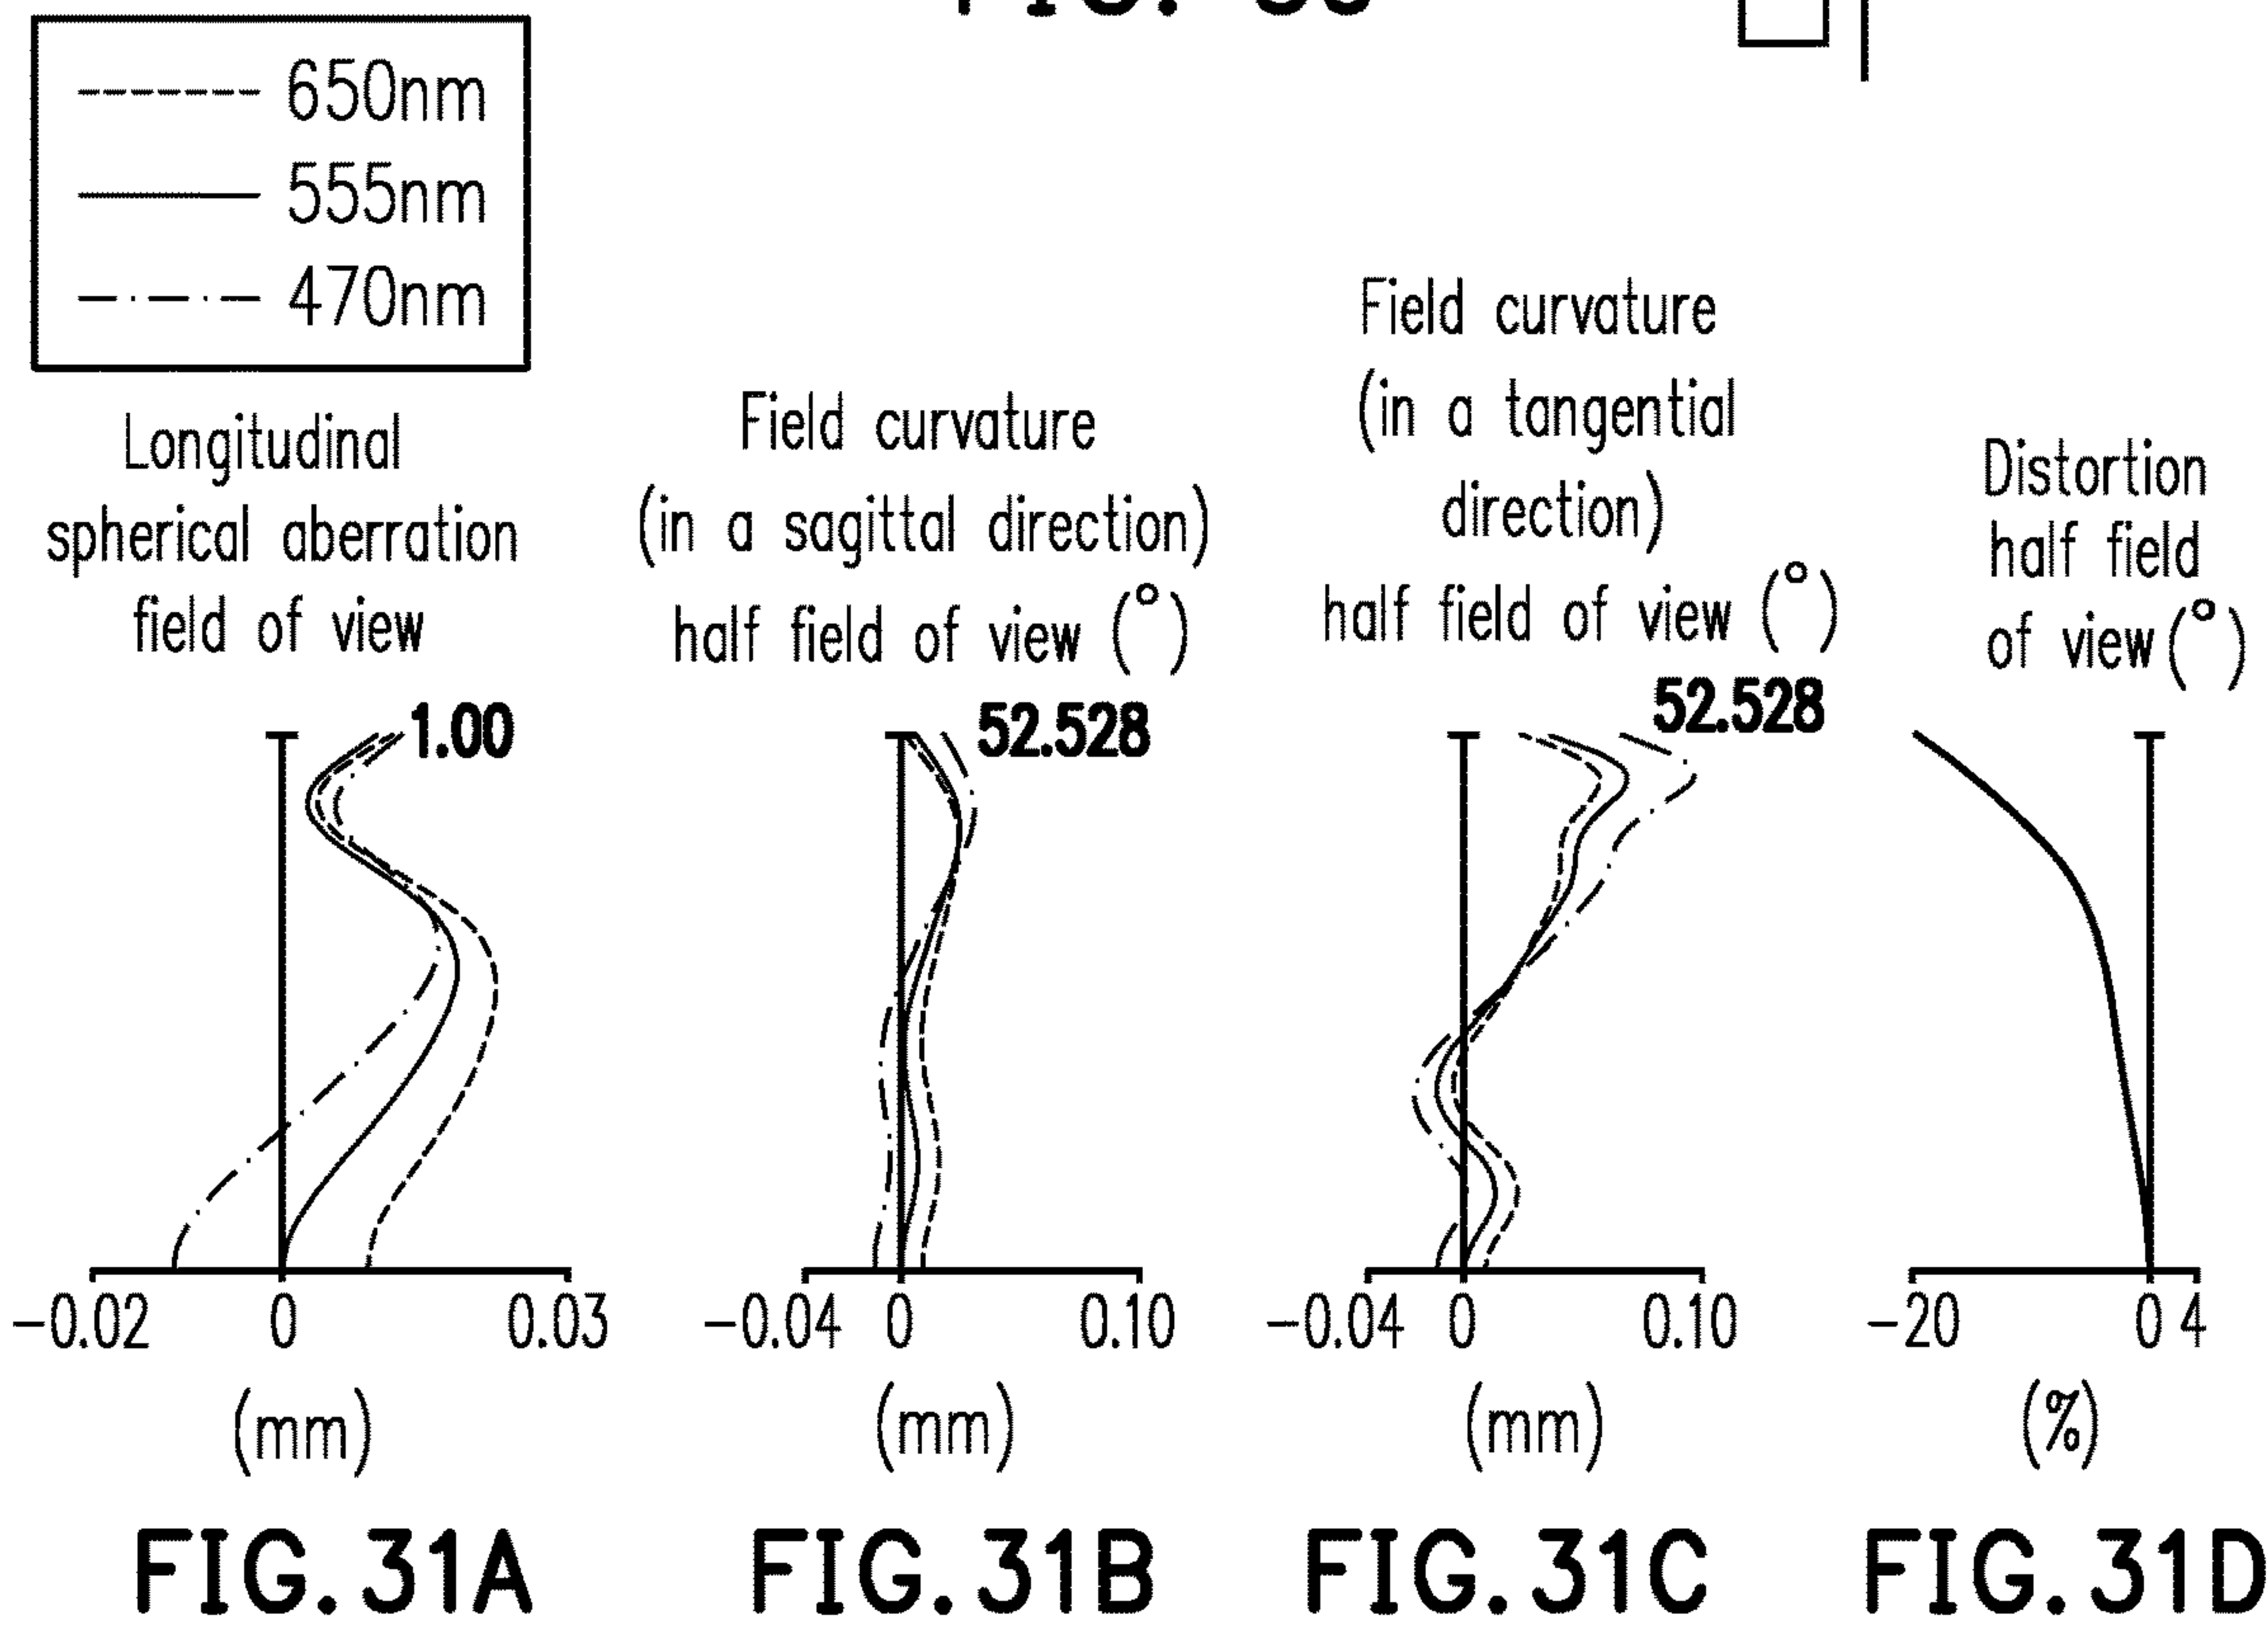 650nm
555nm
470nm
Longitudinal
spherical aberration
field of view
1.00
-0.02 0 0.03
(mm)
FIG. 31A
Field curvature
(in a sagittal direction)
half field of view (°)
52.528
-0.04 0 0.10
(mm)
FIG. 31B
Field curvature
(in a tangential
direction)
half field of view (°)
52.528
-0.04 0 0.10
(mm)
FIG. 31C
Distortion
half field
of view (°)
-20 0 4
(%)
FIG. 31D